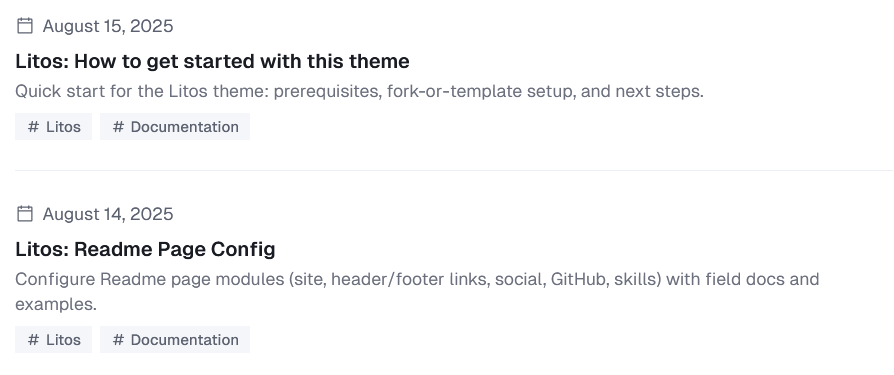 August 15, 2025
Litos: How to get started with this theme
Quick start for the Litos theme: prerequisites, fork-or-template setup, and next steps.
# Litos # Documentation
August 14, 2025
Litos: Readme Page Config
Configure Readme page modules (site, header/footer links, social, GitHub, skills) with field docs and
examples.
# Litos # Documentation